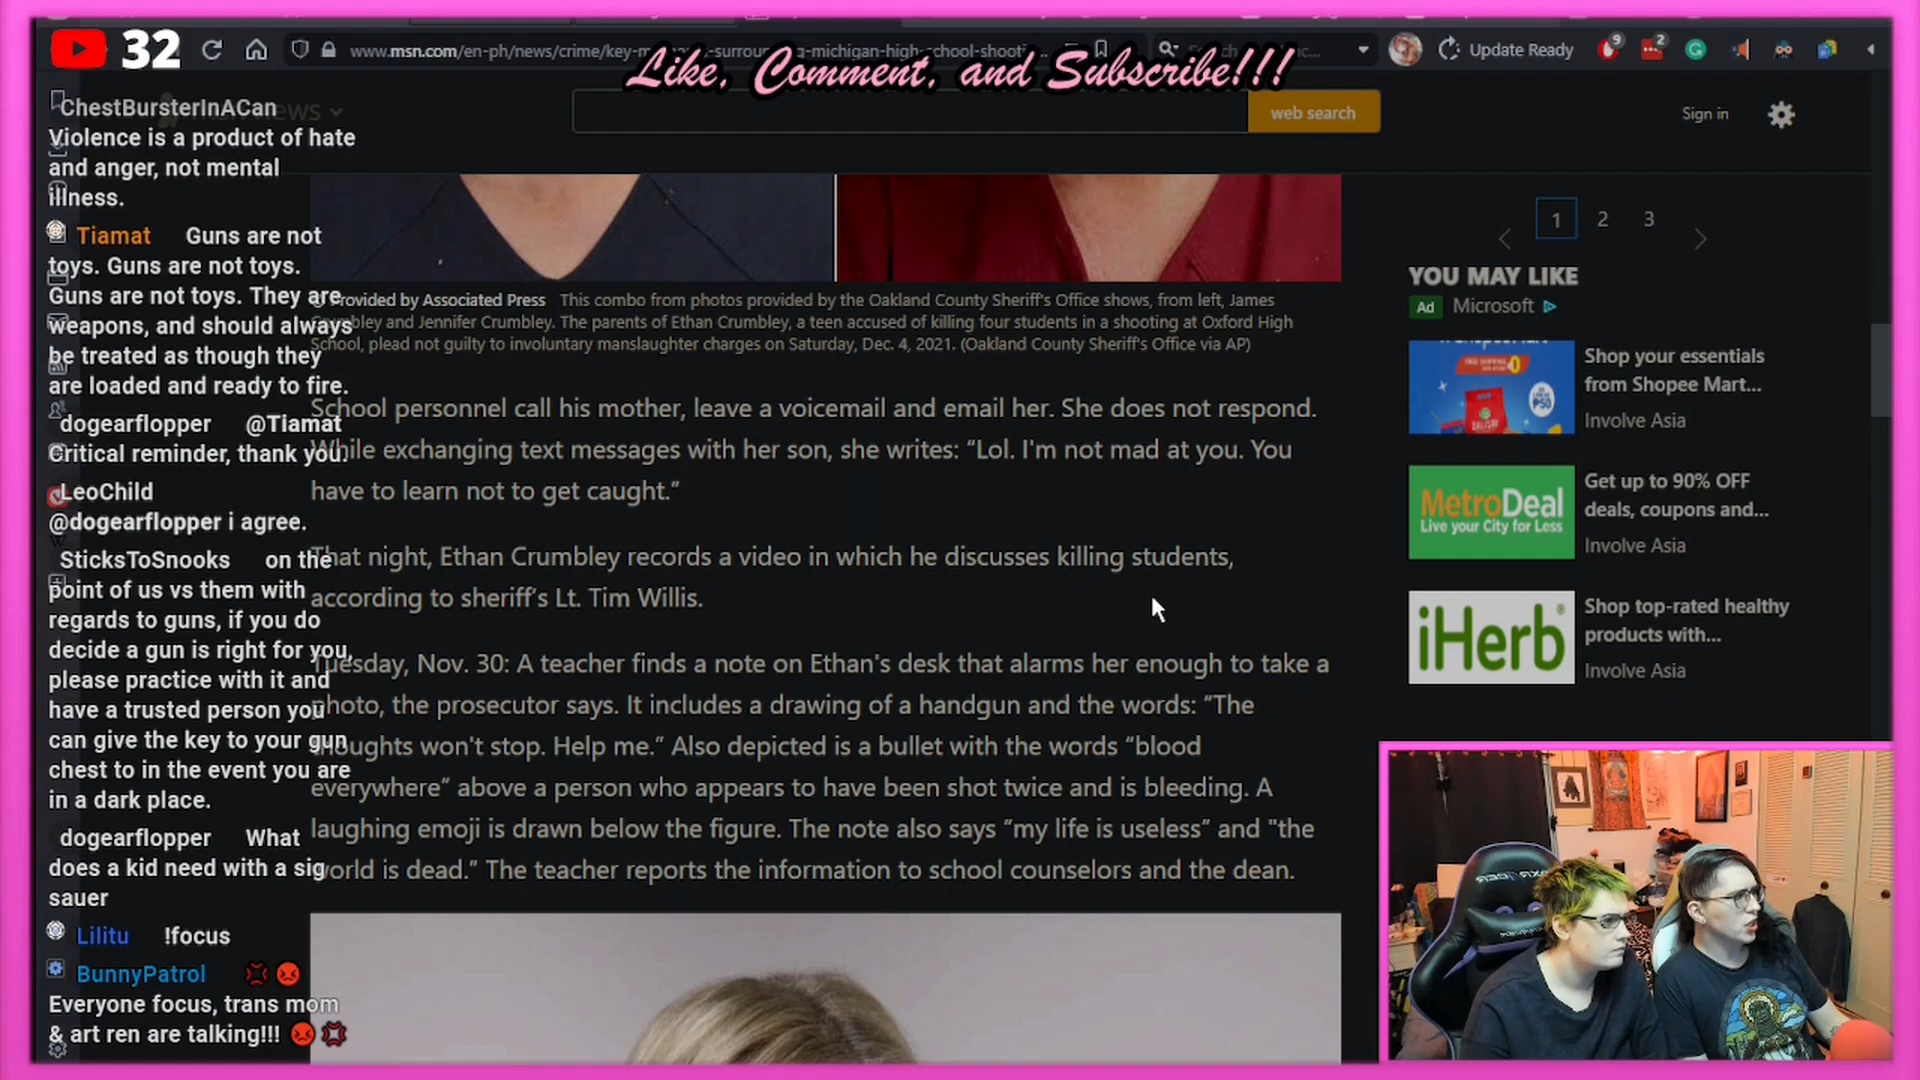 32
www.msn.com/en-ph/news/crime/key-m
surrour
g-michigan-high-school-shooti...
Update Ready
9
2
Like, Comment, and Subscribe!!!
news
web search
Sign in
ChestBursterInACan
Violence is a product of hate
and anger, not mental
illness.
Tiamat Guns are not
toys. Guns are not toys.
Guns are not toys. They are
weapons, and should always
be treated as though they
are loaded and ready to fire.
dogearflopper @Tiamat
Critical reminder, thank you.
LeoChild
@dogearflopper i agree.
SticksToSnooks on the
point of us vs them with
regards to guns, if you do
decide a gun is right for you,
please practice with it and
have a trusted person you
can give the key to your gun
chest to in the event you are
in a dark place.
dogearflopper What
does a kid need with a sig
sauer
Lilitu !focus
BunnyPatrol
Everyone focus, trans mom
& art ren are talking!!!
Provided by Associated Press This combo from photos provided by the Oakland County Sheriff's Office shows, from left, James
Crumbley and Jennifer Crumbley. The parents of Ethan Crumbley, a teen accused of killing four students in a shooting at Oxford High
School, plead not guilty to involuntary manslaughter charges on Saturday, Dec. 4, 2021. (Oakland County Sheriff's Office via AP)
School personnel call his mother, leave a voicemail and email her. She does not respond.
While exchanging text messages with her son, she writes: “Lol. I'm not mad at you. You
have to learn not to get caught.”
That night, Ethan Crumbley records a video in which he discusses killing students,
according to sheriff’s Lt. Tim Willis.
Tuesday, Nov. 30: A teacher finds a note on Ethan's desk that alarms her enough to take a
photo, the prosecutor says. It includes a drawing of a handgun and the words: “The
thoughts won't stop. Help me.” Also depicted is a bullet with the words “blood
everywhere“ above a person who appears to have been shot twice and is bleeding. A
laughing emoji is drawn below the figure. The note also says “my life is useless” and "the
world is dead.” The teacher reports the information to school counselors and the dean.
1 2 3
YOU MAY LIKE
Ad Microsoft
Shop your essentials
from Shopee Mart...
Involve Asia
MetroDeal
Live your City for Less
Get up to 90% OFF
deals, coupons and...
Involve Asia
iHerb
Shop top-rated healthy
products with...
Involve Asia